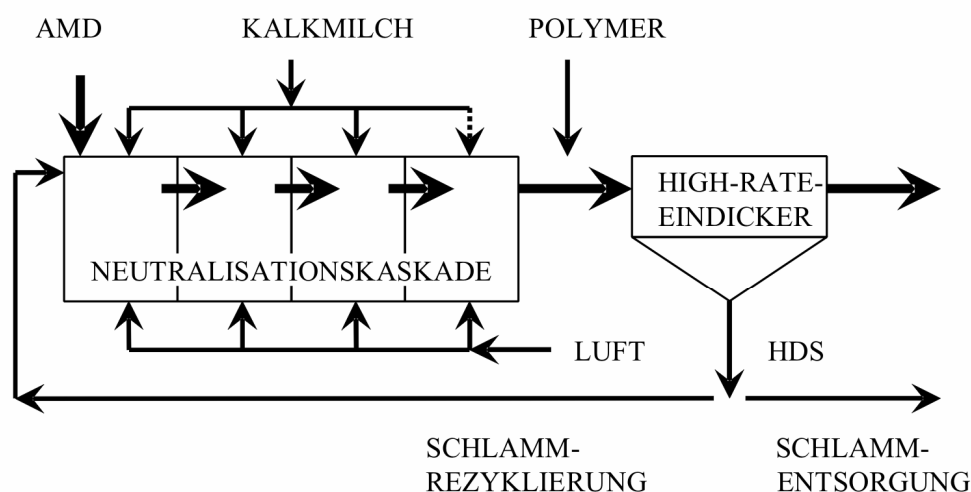 AMD
KALKMILCH
POLYMER
HIGH-RATE-
EINDICKER
NEUTRALISATIONSKASKADE
LUFT
HDS
SCHLAMM-
REZYKLIERUNG
SCHLAMM-
ENTSORGUNG